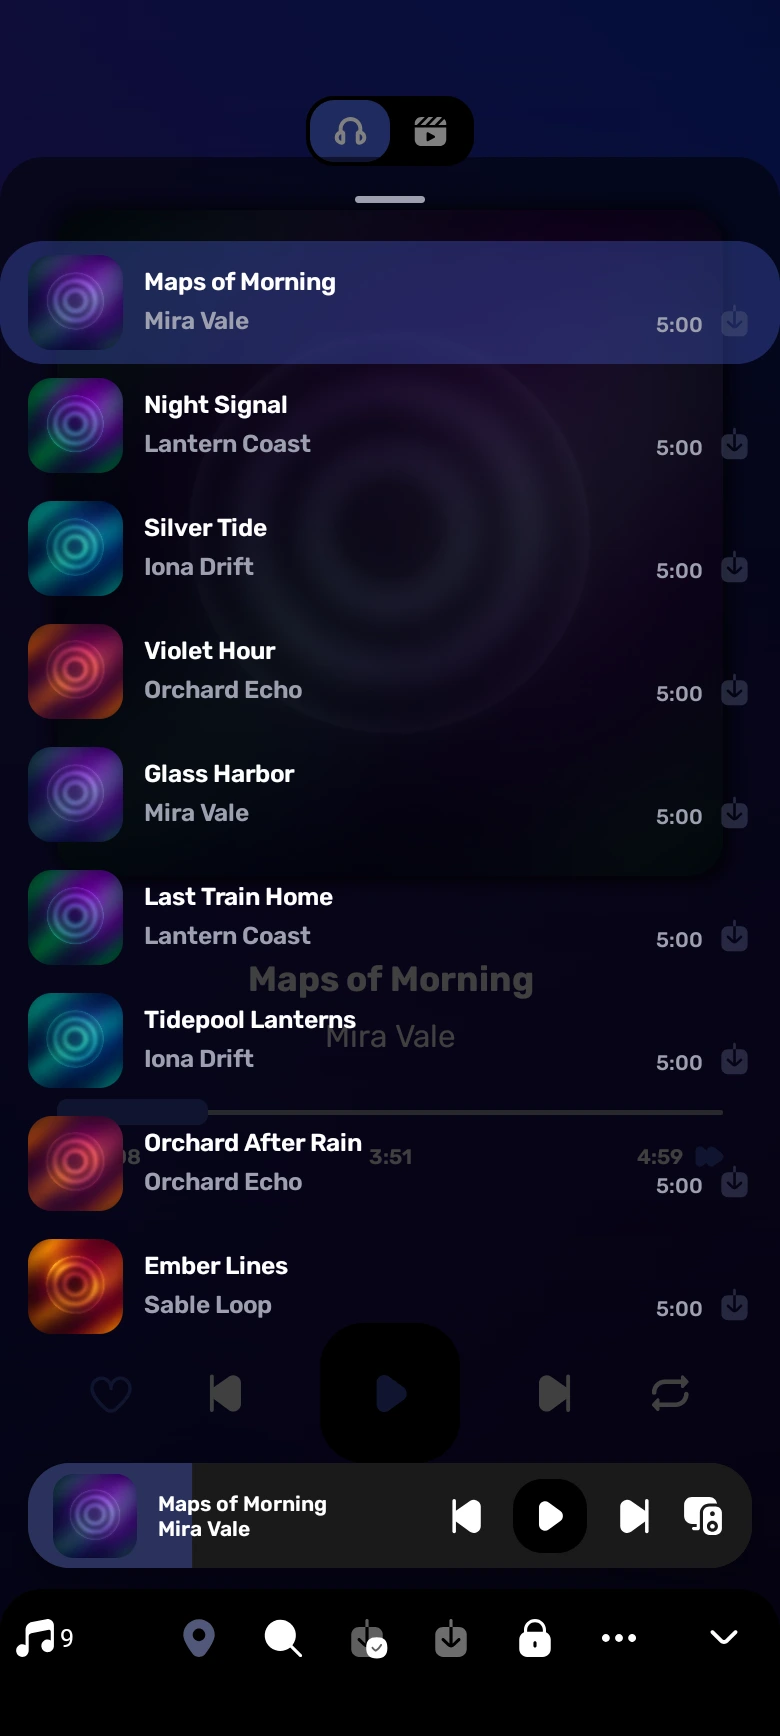 Maps of Morning
Mira Vale
5:00
Night Signal
Lantern Coast
5:00
Silver Tide
Iona Drift
5:00
Violet Hour
Orchard Echo
5:00
Glass Harbor
Mira Vale
5:00
Last Train Home
Lantern Coast
5:00
Maps of Morning
Tidepool Lanterns
Mira Vale
Iona Drift
5:00
Orchard After Rain
3:51
4:59
Orchard Echo
5:00
Ember Lines
Sable Loop
5:00
Maps of Morning
Mira Vale
9